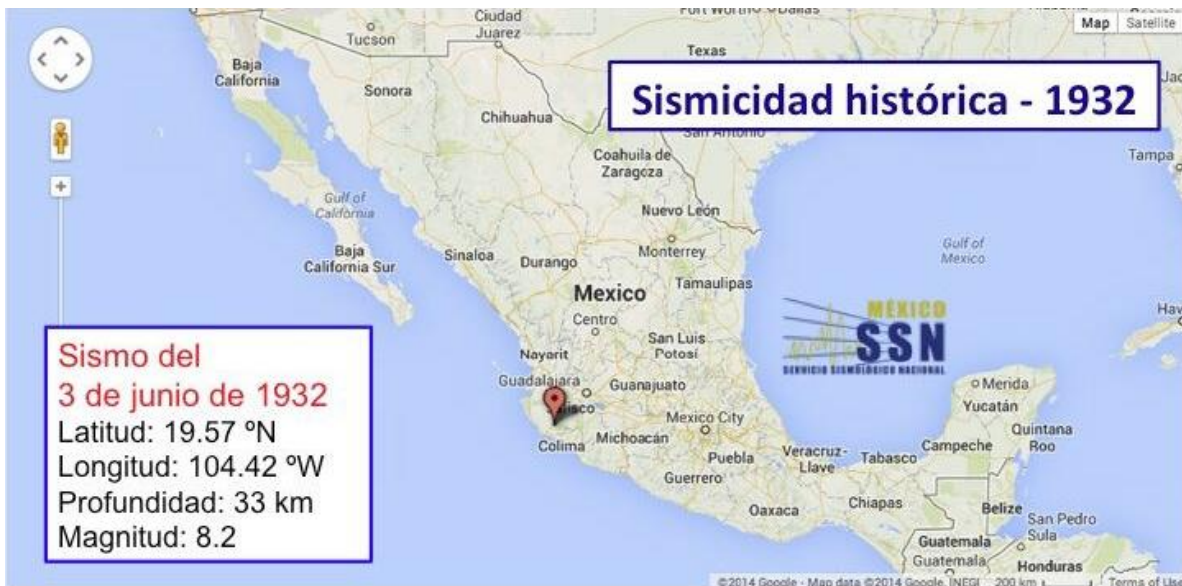 Ciudad
Juarez
Fort Worth
Dallas
Map
Satellite
Tucson
Baja
California
Texas
Sonora
Sismicidad histórica - 1932
Chihuahua
San Antonio
Coahuila de
Zaragoza
Tampa
Gulf of
California
Nuevo León
Baja
California Sur
Sinaloa
Durango
Monterrey
Gulf of
Mexico
Tamaulipas
Mexico
Centro
MÉXICO
SSN
SERVICIO SISMOLÓGICO NACIONAL
Hav
Sismo del
3 de junio de 1932
Latitud: 19.57 ºN
Longitud: 104.42 ºW
Profundidad: 33 km
Magnitud: 8.2
San Luis
Potosí
Nayarit
Guadalajara
Guanajuato
Merida
Yucatán
Mexico City
Quintana
Roo
Colima
Michoacán
Puebla
Veracruz-
Llave
Tabasco
Campeche
Guerrero
Oaxaca
Chiapas
Belize
San Pedro
Sula
Guatemala
Guatemala
Honduras
©2014 Google - Map data ©2014 Google, INEGI
200 km
Terms of Use